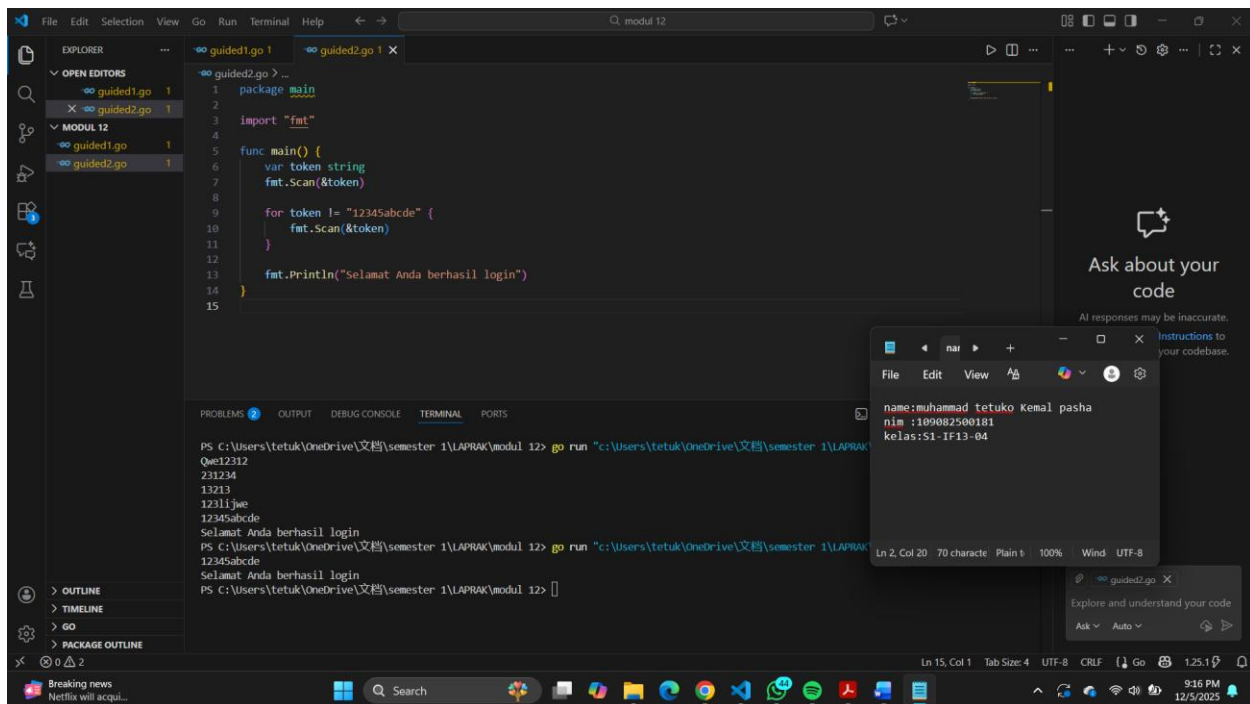 File Edit Selection View Go Run Terminal Help
modul 12
EXPLORER
OPEN EDITORS
guided1.go 1
guided2.go 1
MODUL 12
guided1.go 1
guided2.go 1
OUTLINE
TIMELINE
GO
PACKAGE OUTLINE
guided1.go 1
guided2.go 1
guided2.go > ...
1 package main
2
3 import "fmt"
4
5 func main() {
6 var token string
7 fmt.Scan(&token)
8
9 for token != "12345abcde" {
10 fmt.Scan(&token)
11 }
12
13 fmt.Println("Selamat Anda berhasil login")
14 }
15
PROBLEMS 2 OUTPUT DEBUG CONSOLE TERMINAL PORTS
PS C:\Users\tetuk\OneDrive\文档\semester 1\LAPRAK\modul 12> go run "c:\Users\tetuk\OneDrive\文档\semester 1\LAPRAK
Qwe12312
231234
13213
123lijwe
12345abcde
Selamat Anda berhasil login
PS C:\Users\tetuk\OneDrive\文档\semester 1\LAPRAK\modul 12> go run "c:\Users\tetuk\OneDrive\文档\semester 1\LAPRAK
12345abcde
Selamat Anda berhasil login
PS C:\Users\tetuk\OneDrive\文档\semester 1\LAPRAK\modul 12>
Ask about your
code
AI responses may be inaccurate.
Instructions to
your codebase.
nar
File Edit View
name:muhammad tetuko Kemal pasha
nim :109082500181
kelas:S1-IF13-04
Ln 2, Col 20 70 characte Plain t 100% Wind UTF-8
guided2.go
Explore and understand your code
Ask Auto
0 2
Ln 15, Col 1 Tab Size: 4 UTF-8 CRLF Go 1.25.1
Breaking news
Netflix will acqui...
Search
44
9:16 PM
12/5/2025